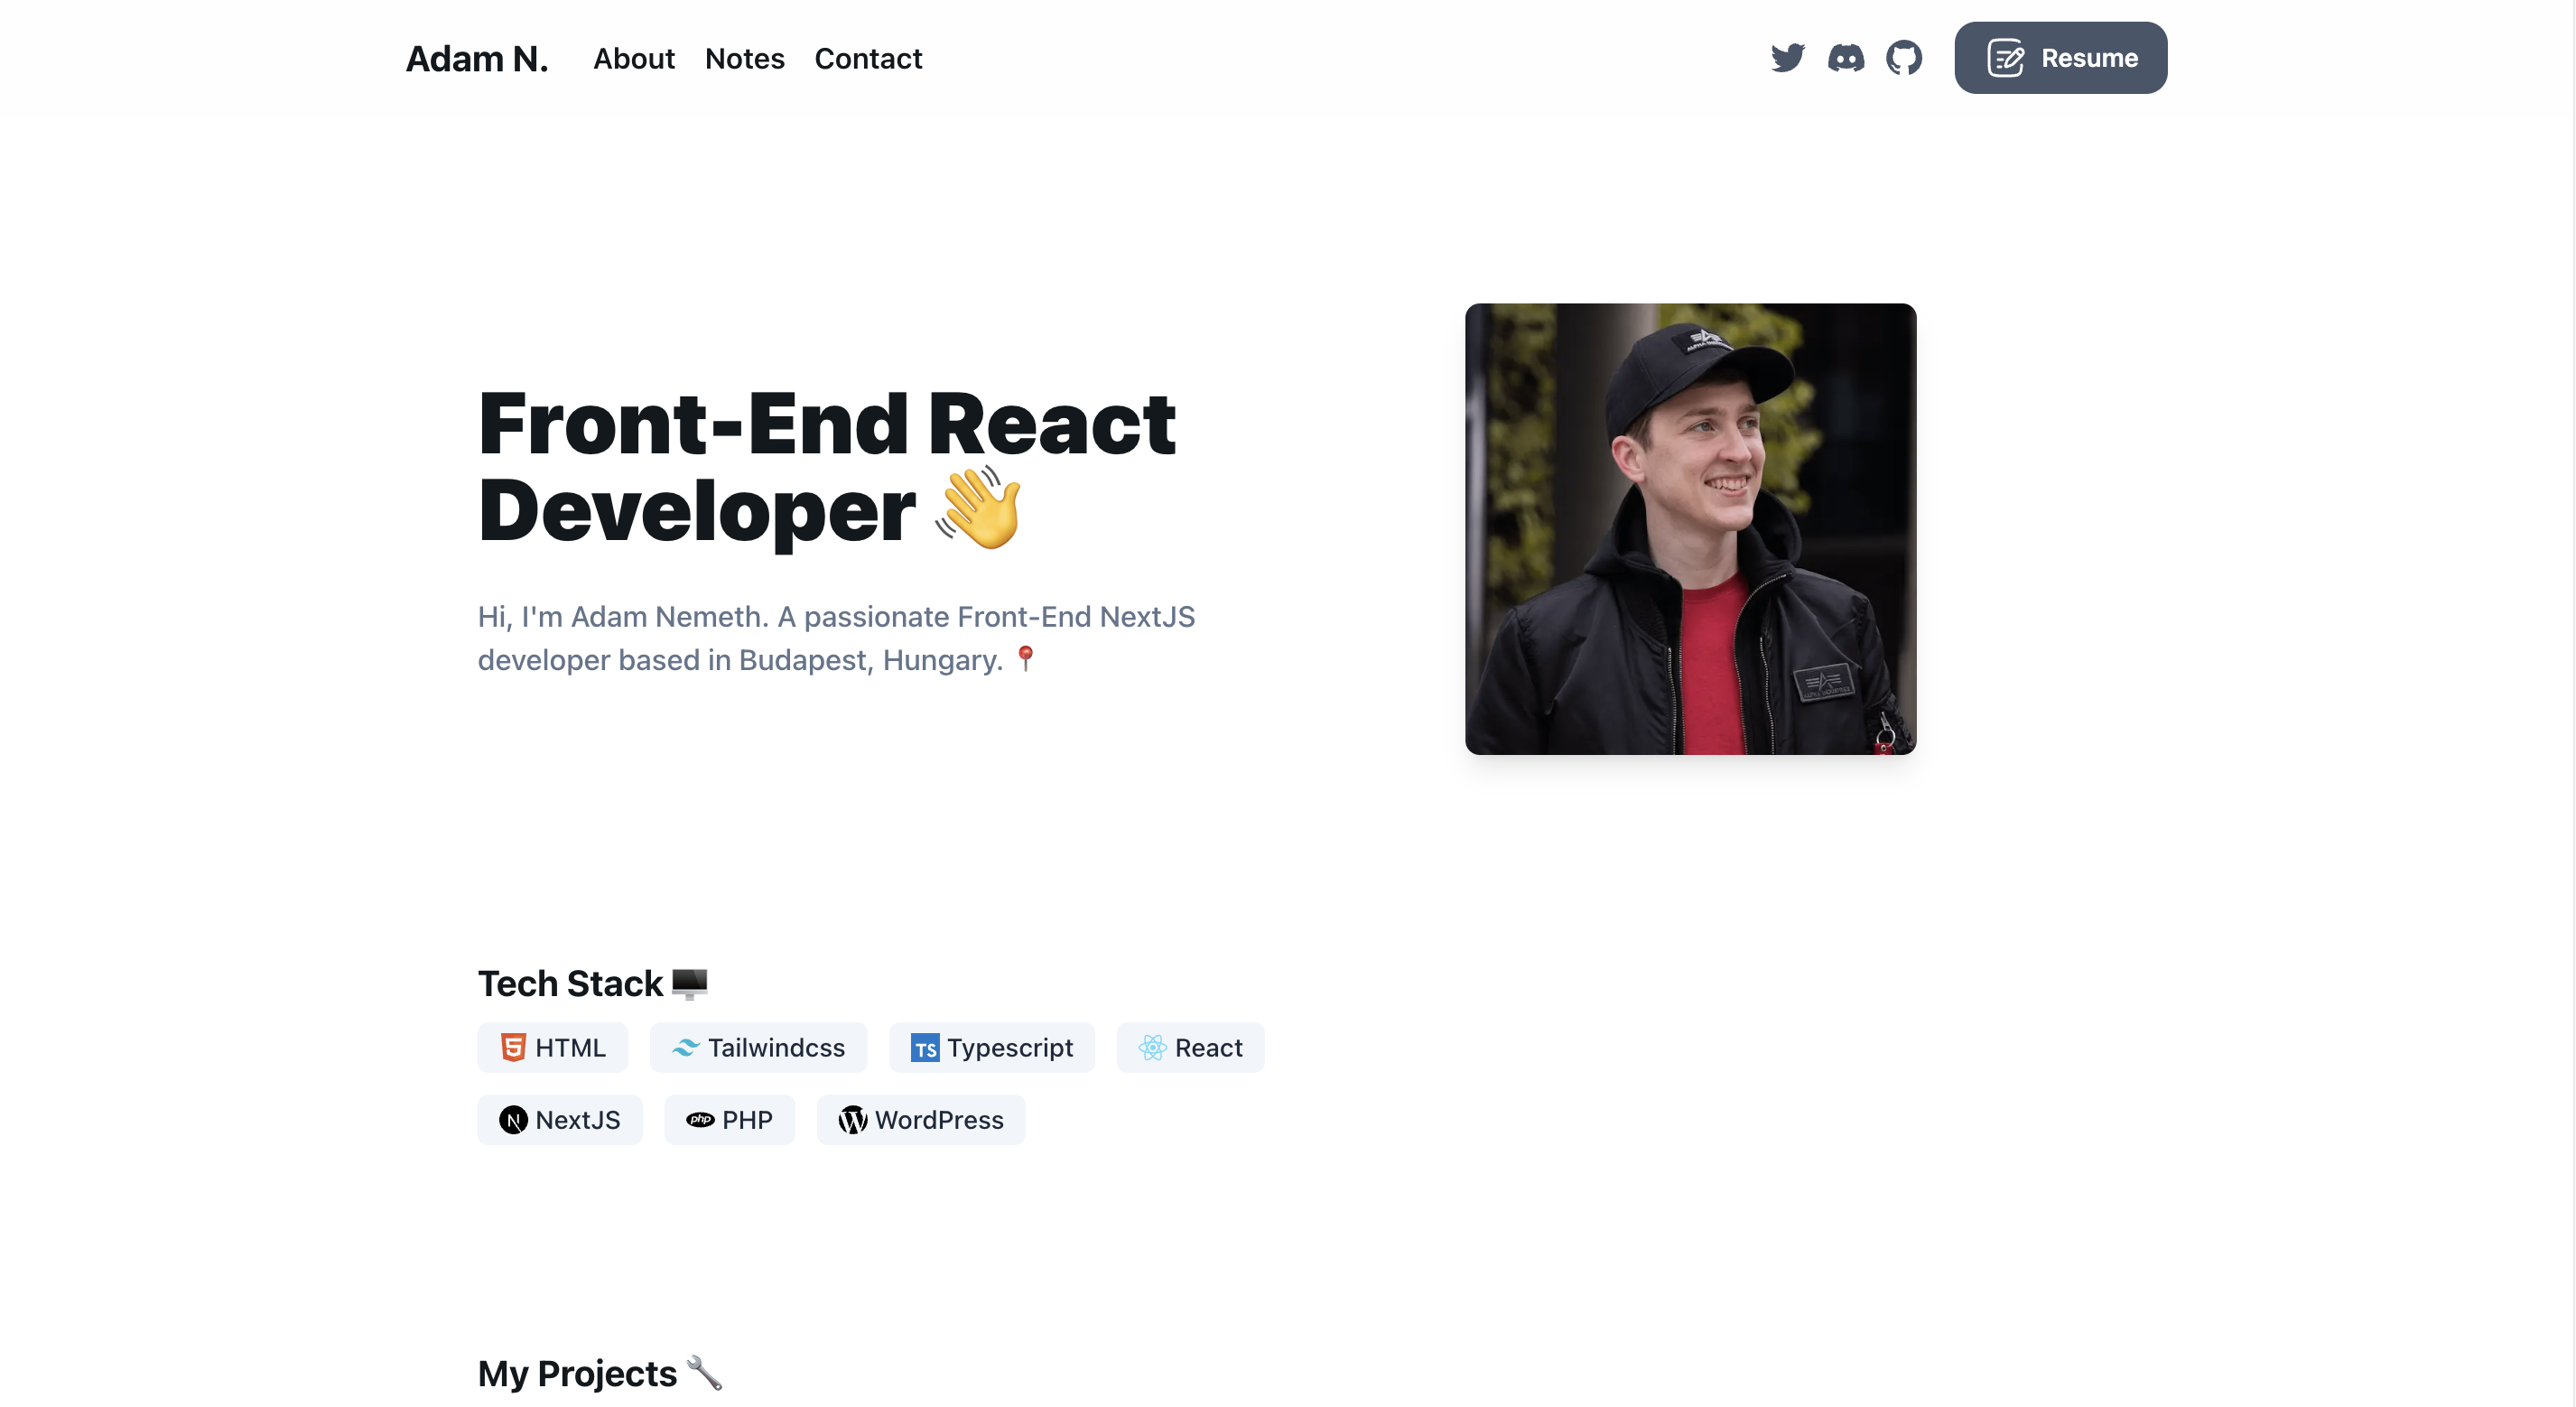 Adam N. About Notes Contact Resume
Front-End React
Developer 👋
Hi, I'm Adam Nemeth. A passionate Front-End NextJS
developer based in Budapest, Hungary. 📍
Tech Stack 🖥️
HTML Tailwindcss TS Typescript React
NextJS php PHP WordPress
My Projects 🔧